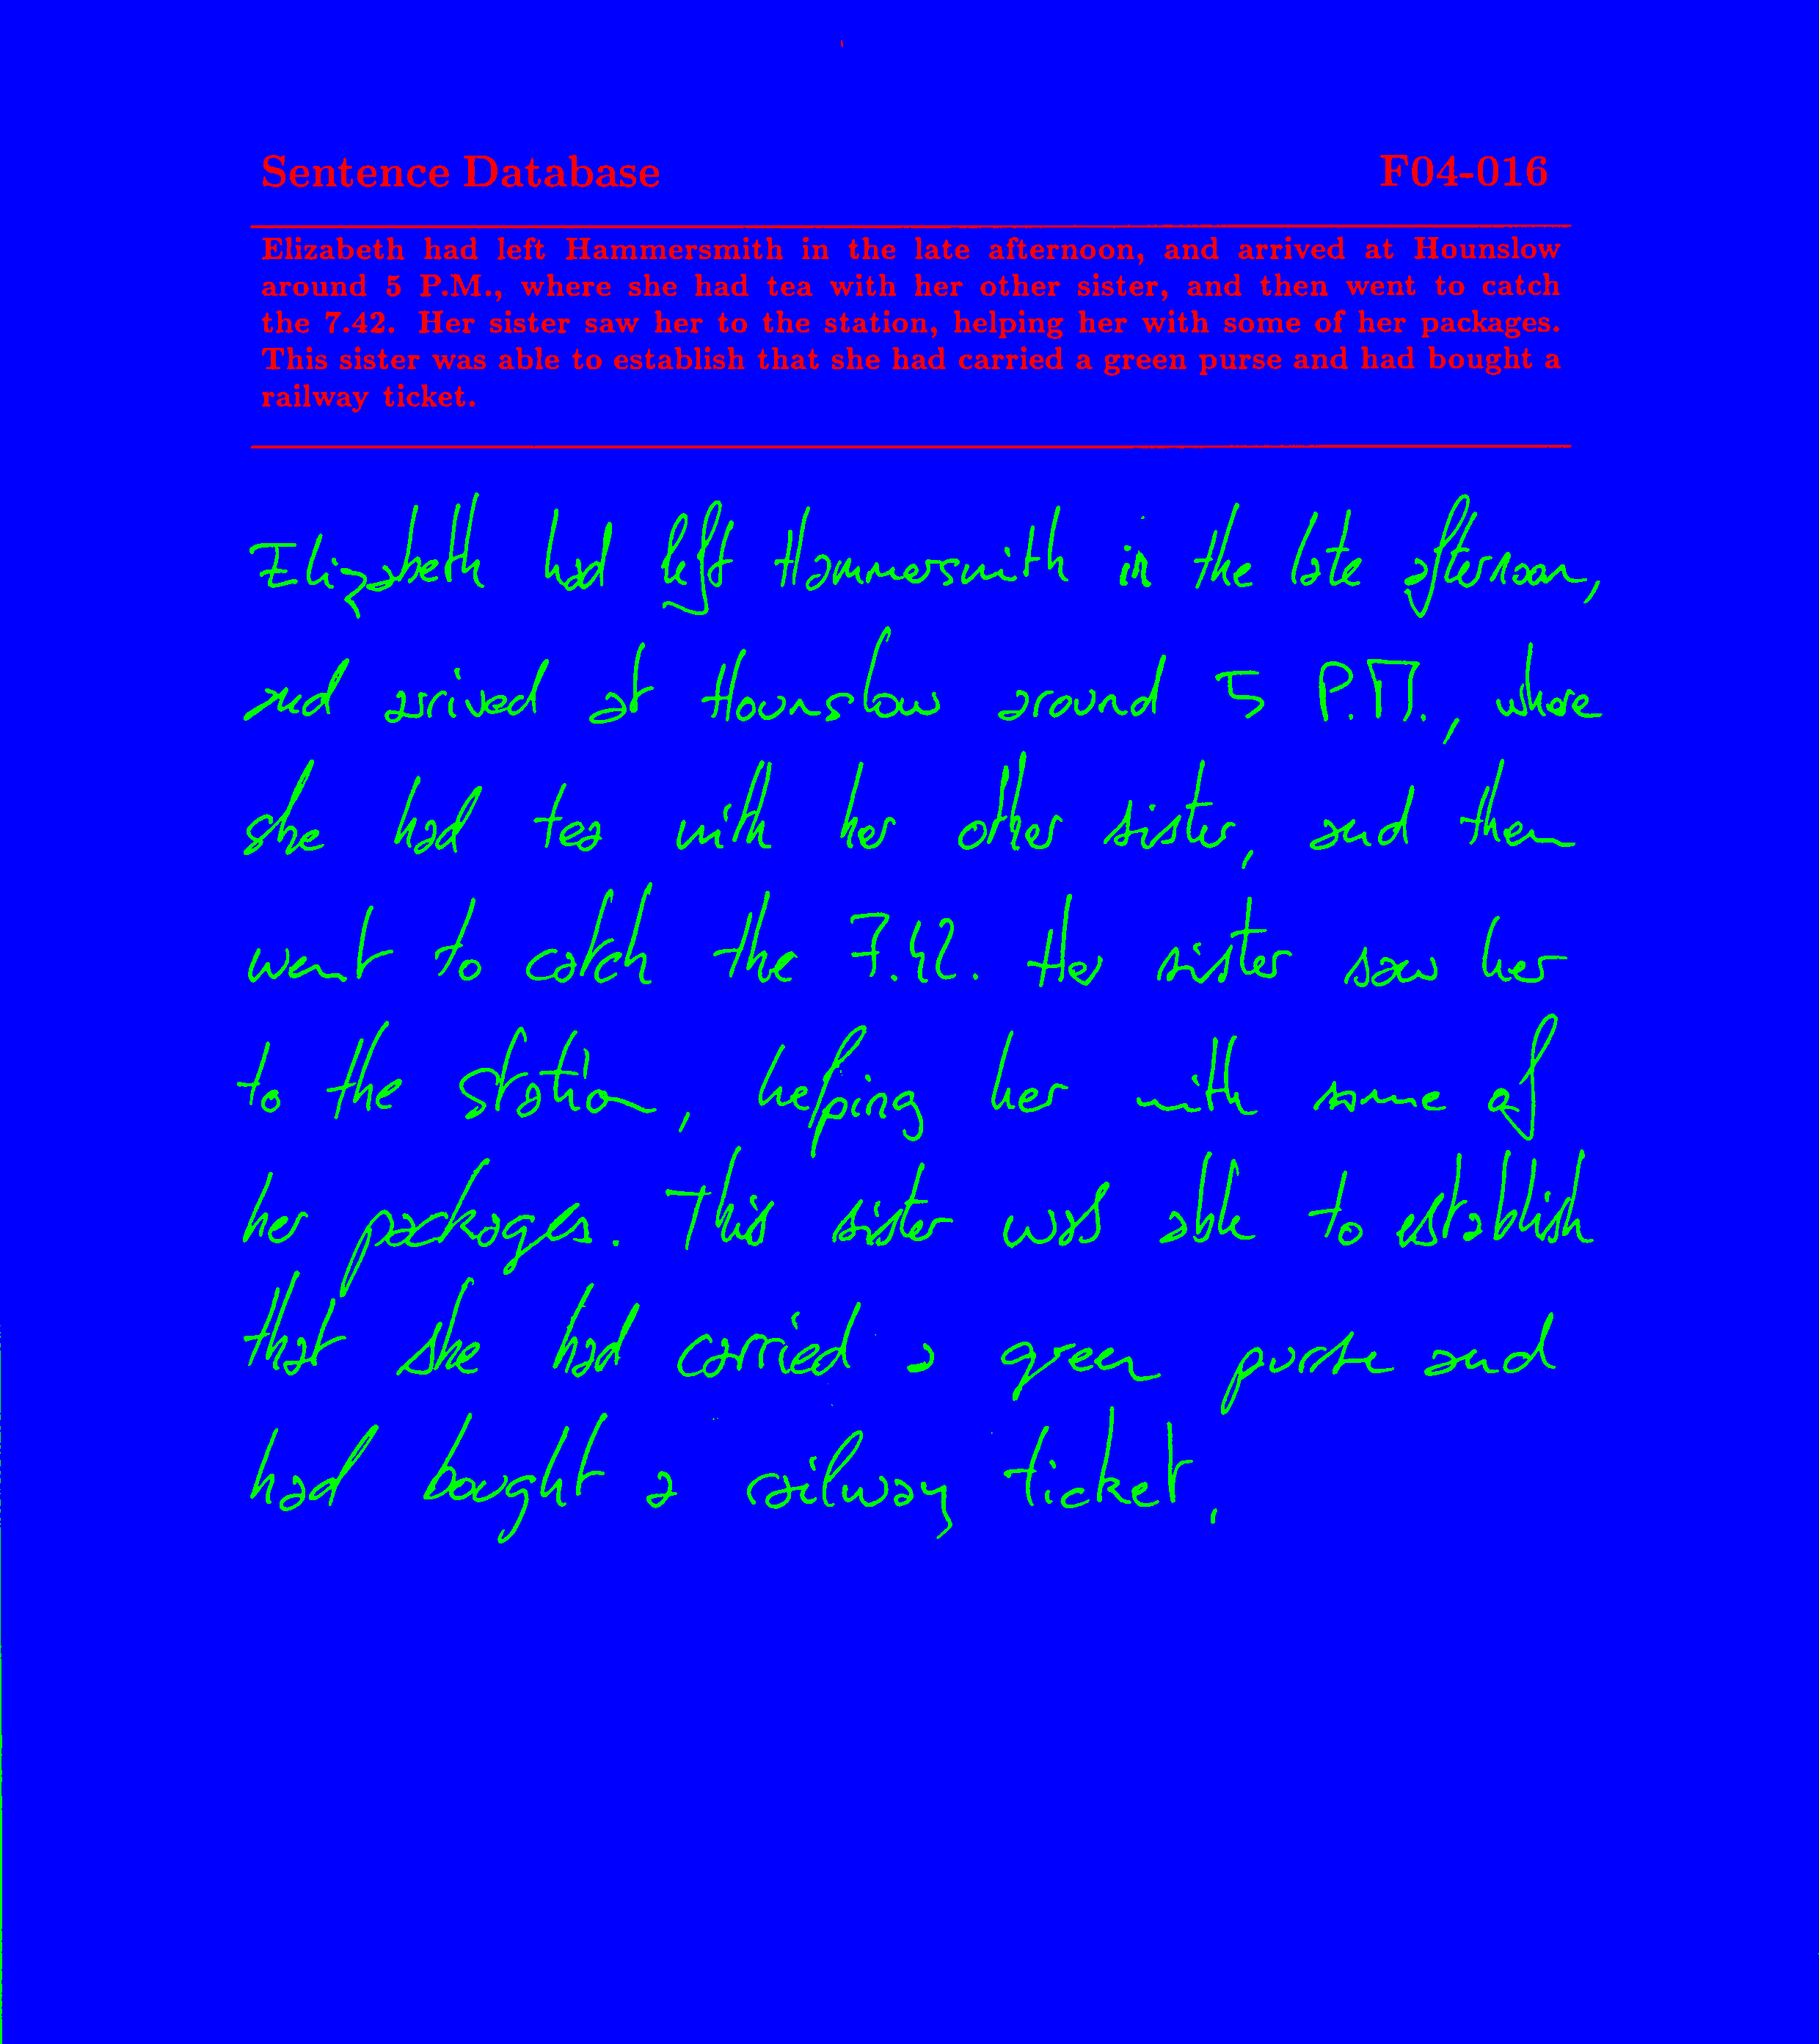 Sentence Database F04-016
Elizabeth had left Hammersmith in the late afternoon, and arrived at Hounslow
around 5 P.M., where she had tea with her other sister, and then went to catch
the 7.42. Her sister saw her to the station, helping her with some of her packages.
This sister was able to establish that she had carried a green purse and had bought a
railway ticket.
Elizabeth had left Hammersmith in the late afternoon,
and arrived at Hounslow around 5 P.M., where
she had tea with her other sister, and then
went to catch the 7.42. Her sister saw her
to the station, helping her with some of
her packages. This sister was able to establish
that she had carried a green purse and
had bought a railway ticket.